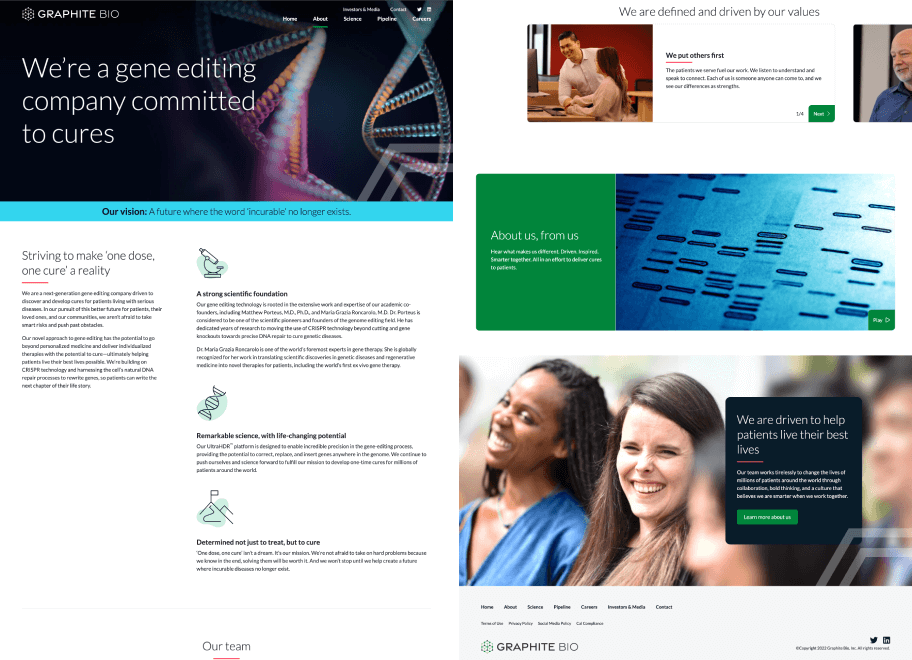 GRAPHITE BIO
Investors & Media Contact
Home About Science Pipeline Careers
We’re a gene editing
company committed
to cures
Our vision: A future where the word ‘incurable’ no longer exists.
Striving to make ‘one dose,
one cure’ a reality
We are a next-generation gene editing company driven to
discover and develop cures for patients living with serious
diseases. In our pursuit of this better future for patients, their
loved ones, and our communities, we aren’t afraid to take
smart risks and push past obstacles.
Our novel approach to gene editing has the potential to go
beyond personalized medicine and deliver individualized
therapies with the potential to cure—ultimately helping
patients live their best lives possible. We’re building on
CRISPR technology and harnessing the cell’s natural DNA
repair processes to rewrite genes, so patients can write the
next chapter of their life story.
A strong scientific foundation
Our gene editing technology is rooted in the extensive work and expertise of our academic co-
founders, including Matthew Porteus, M.D., Ph.D., and Maria Grazia Roncarolo, M.D. Dr. Porteus is
considered to be one of the scientific pioneers and founders of the genome editing field. He has
dedicated years of research to moving the use of CRISPR technology beyond cutting and gene
knockouts towards precise DNA repair to cure genetic diseases.
Dr. Maria Grazia Roncarolo is one of the world’s foremost experts in gene therapy. She is globally
recognized for her work in translating scientific discoveries in genetic diseases and regenerative
medicine into novel therapies for patients, including the world’s first ex vivo gene therapy.
Remarkable science, with life-changing potential
Our UltraHDR™ platform is designed to enable incredible precision in the gene-editing process,
providing the potential to correct, replace, and insert genes anywhere in the genome. We continue to
push ourselves and science forward to fulfill our mission to develop one-time cures for millions of
patients around the world.
Determined not just to treat, but to cure
‘One dose, one cure’ isn’t a dream. It’s our mission. We’re not afraid to take on hard problems because
we know in the end, solving them will be worth it. And we won’t stop until we help create a future
where incurable diseases no longer exist.
Our team
We are defined and driven by our values
We put others first
The patients we serve fuel our work. We listen to understand and
speak to connect. Each of us is someone anyone can come to, and we
see our differences as strengths.
1/4 Next
About us, from us
Hear what makes us different. Driven. Inspired.
Smarter together. All in an effort to deliver cures
to patients.
Play
We are driven to help
patients live their best
lives
Our team works tirelessly to change the lives of
millions of patients around the world through
collaboration, bold thinking, and a culture that
believes we are smarter when we work together.
Learn more about us
Home About Science Pipeline Careers Investors & Media Contact
Terms of Use Privacy Policy Social Media Policy Cal Compliance
GRAPHITE BIO
©Copyright 2022 Graphite Bio, Inc. All rights reserved.